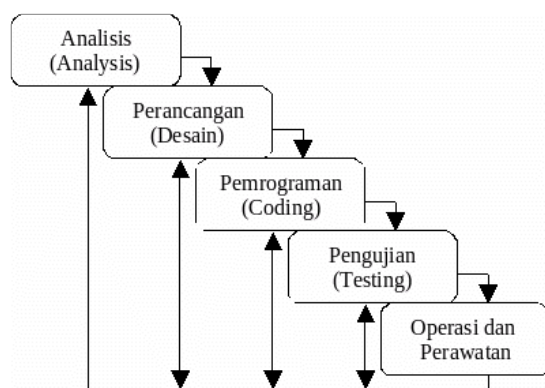 Analisis
(Analysis)
Perancangan
(Desain)
Pemrograman
(Coding)
Pengujian
(Testing)
Operasi dan
Perawatan